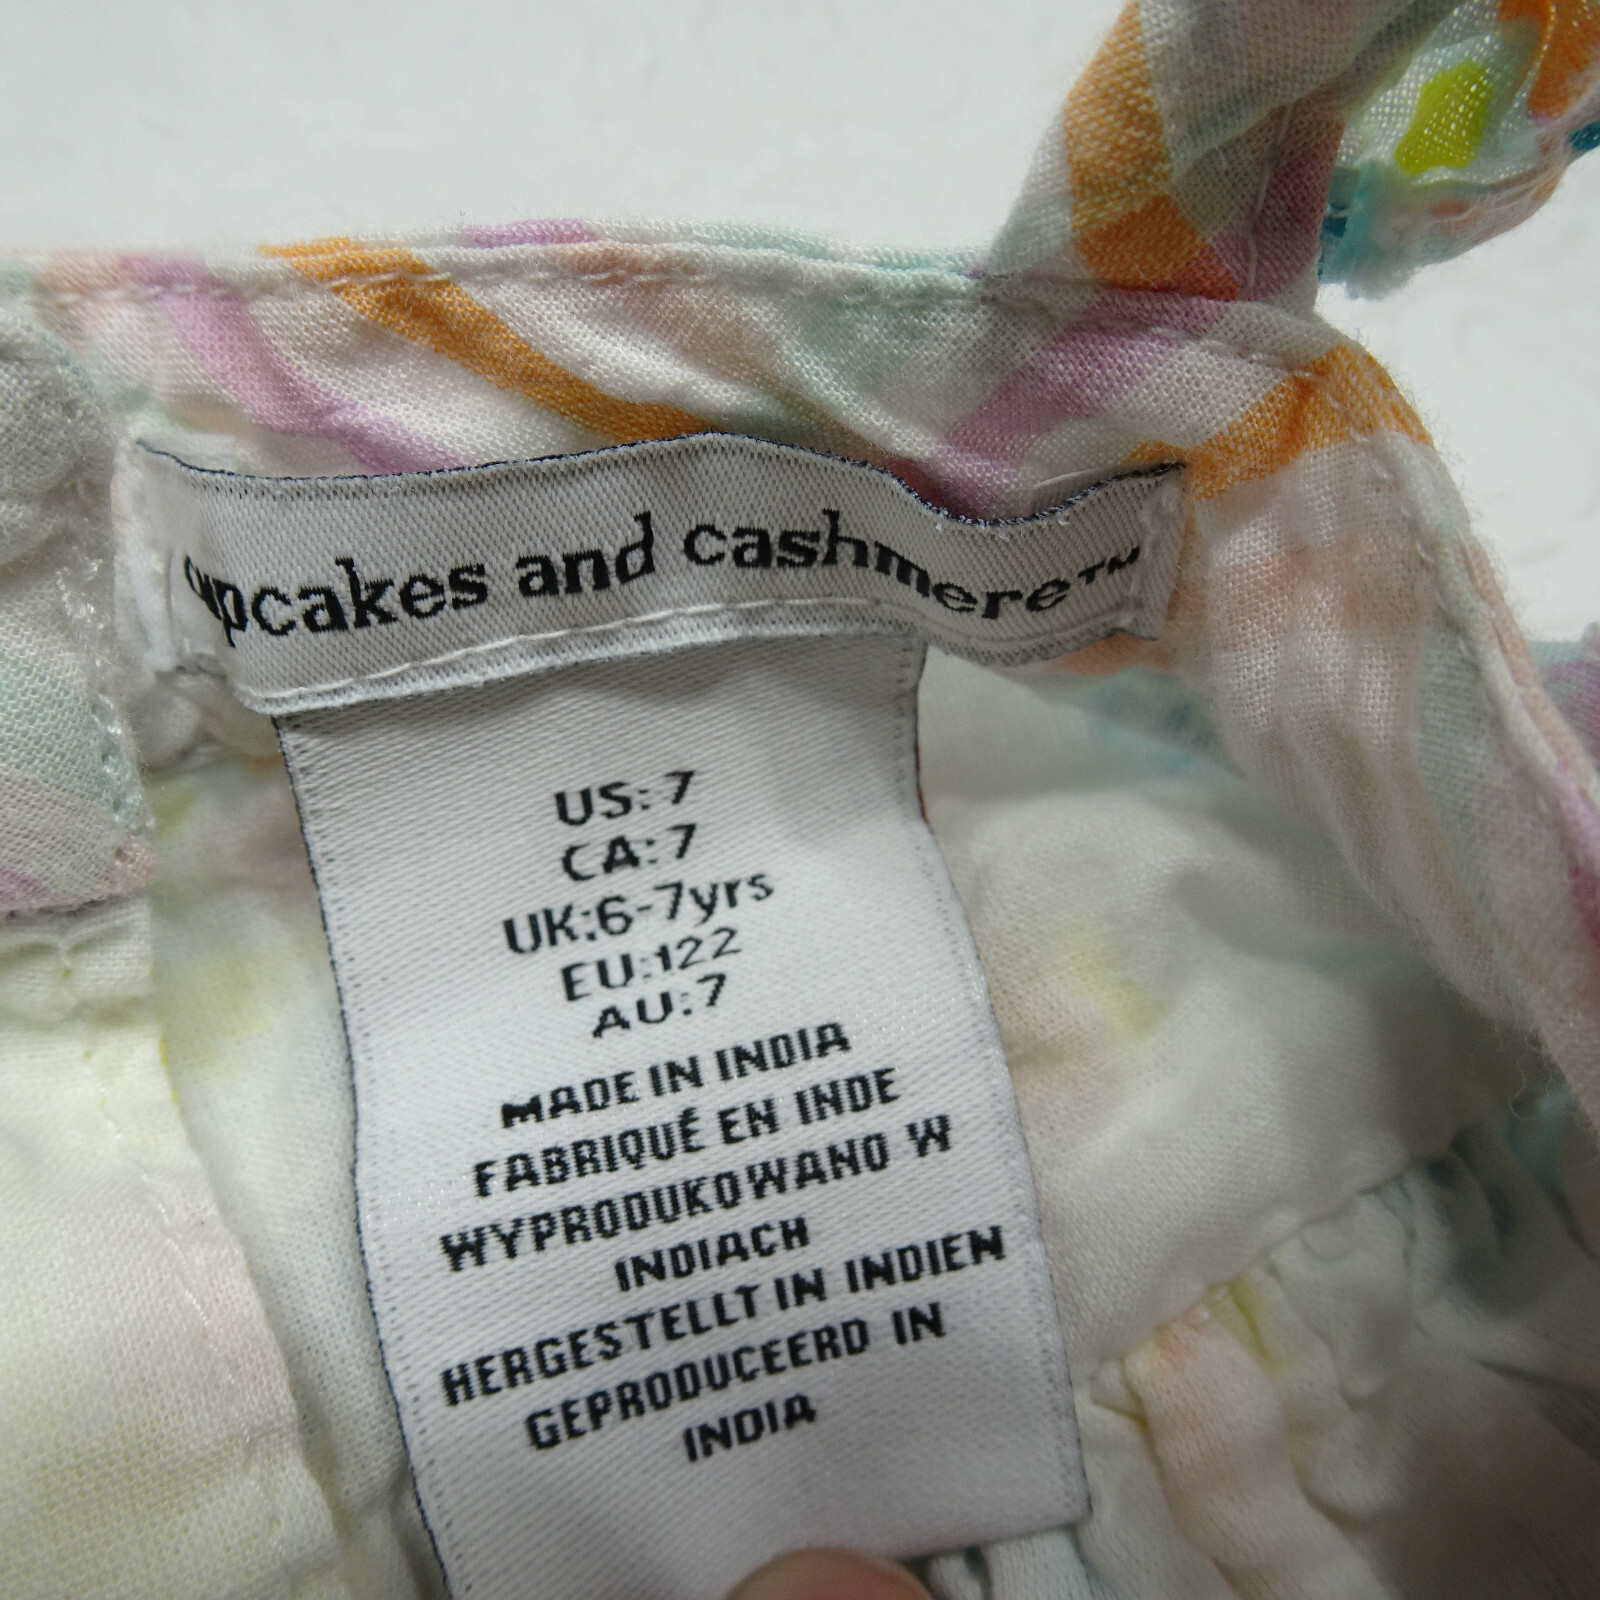 cupcakes and cashmere™
US: 7
CA: 7
UK:6-7yrs
EU:122
AU:7
MADE IN INDIA
FABRIQUÉ EN INDE
WYPRODUKOWANO W
INDIACH
HERGESTELLT IN INDIEN
GEPRODUCEERD IN
INDIA